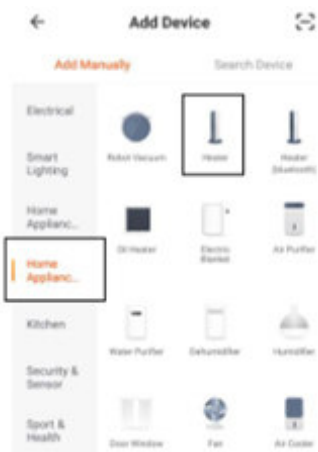 Add Device
Add Manually
Search Device
Electrical
Smart
Lighting
Home
Applianc...
Home
Applianc...
Kitchen
Security &
Sensor
Sport &
Health
Robot Vacuum
Heater
Heater
(bluetooth)
Oil Heater
Electric
Blanket
Air Purifier
Water Purifier
Dehumidifier
Humidifier
Door Window
Fan
Air Cooler